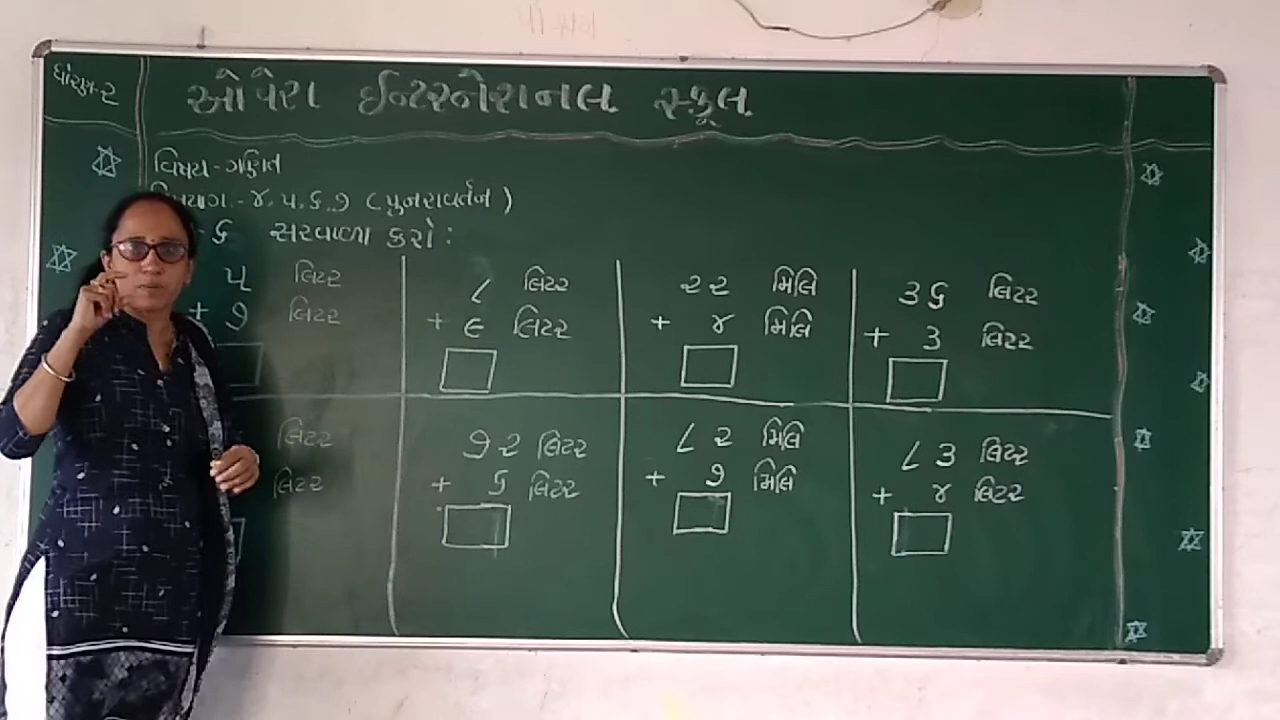 ધોરણ-૨
ઓપેરા ઈન્ટરનેશનલ સ્કૂલ
વિષય-ગણિત
વિભાગ-૪,૫,૬,૭ (પુનરાવર્તન)
-૬ સરવાળા કરો:
૫ લિટર
+ ૭ લિટર
૮ લિટર
+ ૯ લિટર
૨૨ મિલિ
+ ૪ મિલિ
૩૬ લિટર
+ ૩ લિટર
લિટર
લિટર
૭૨ લિટર
+ ૬ લિટર
૮૨ મિલિ
+ ૭ મિલિ
૮૩ લિટર
+ ૪ લિટર